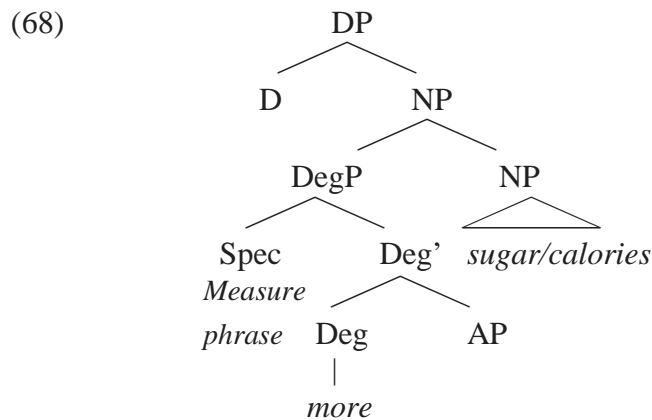 (68) DP
D NP
DegP NP
Spec Deg’ sugar/calories
Measure
phrase Deg AP
more